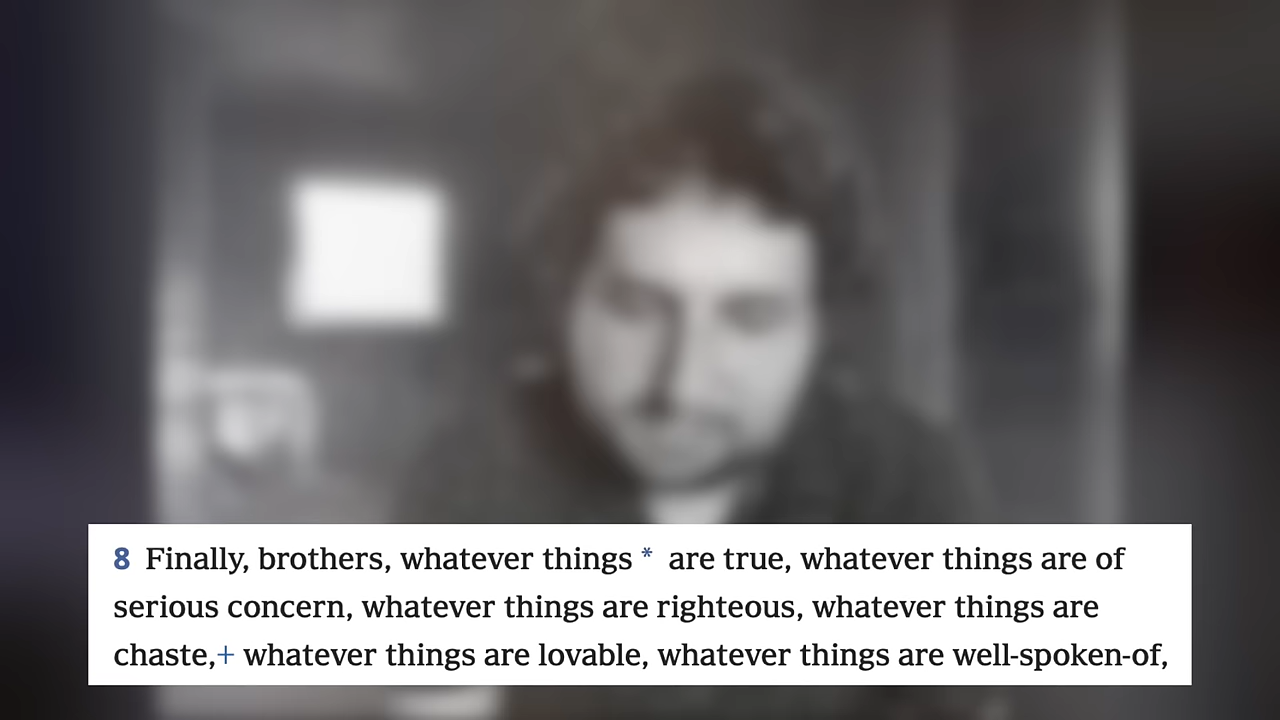 8 Finally, brothers, whatever things * are true, whatever things are of
serious concern, whatever things are righteous, whatever things are
chaste,+ whatever things are lovable, whatever things are well-spoken-of,